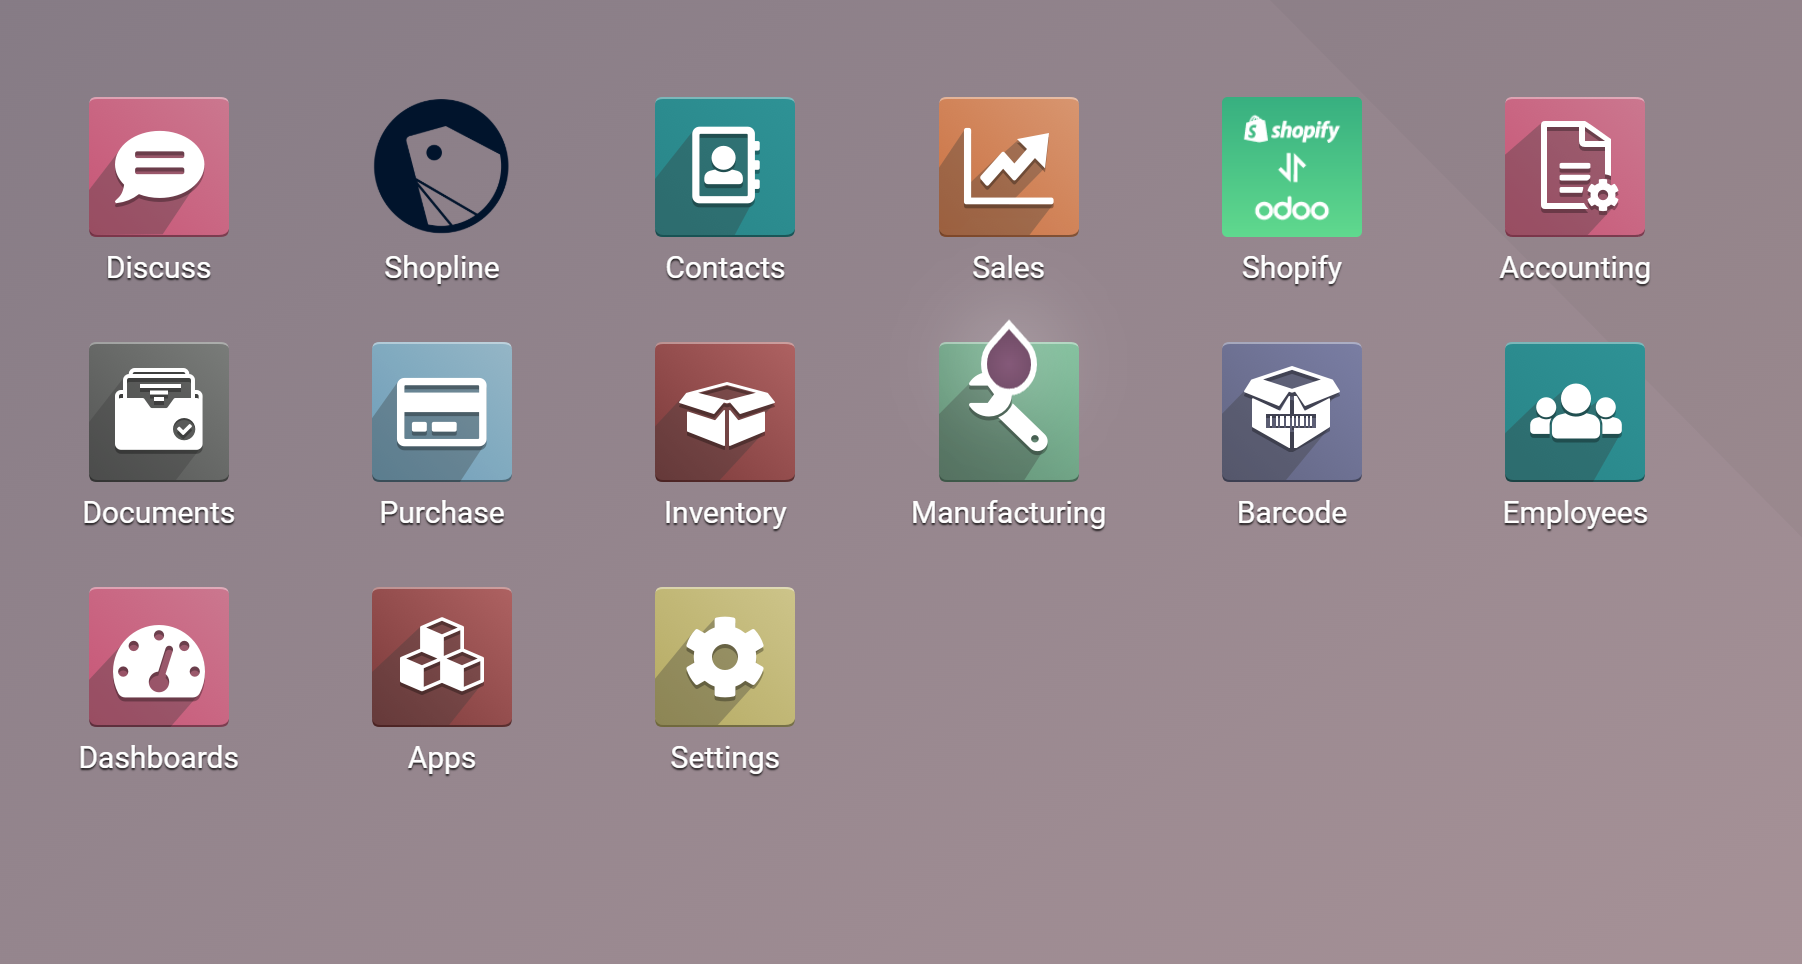 shopify
odoo
Discuss
Shopline
Contacts
Sales
Shopify
Accounting
Documents
Purchase
Inventory
Manufacturing
Barcode
Employees
Dashboards
Apps
Settings